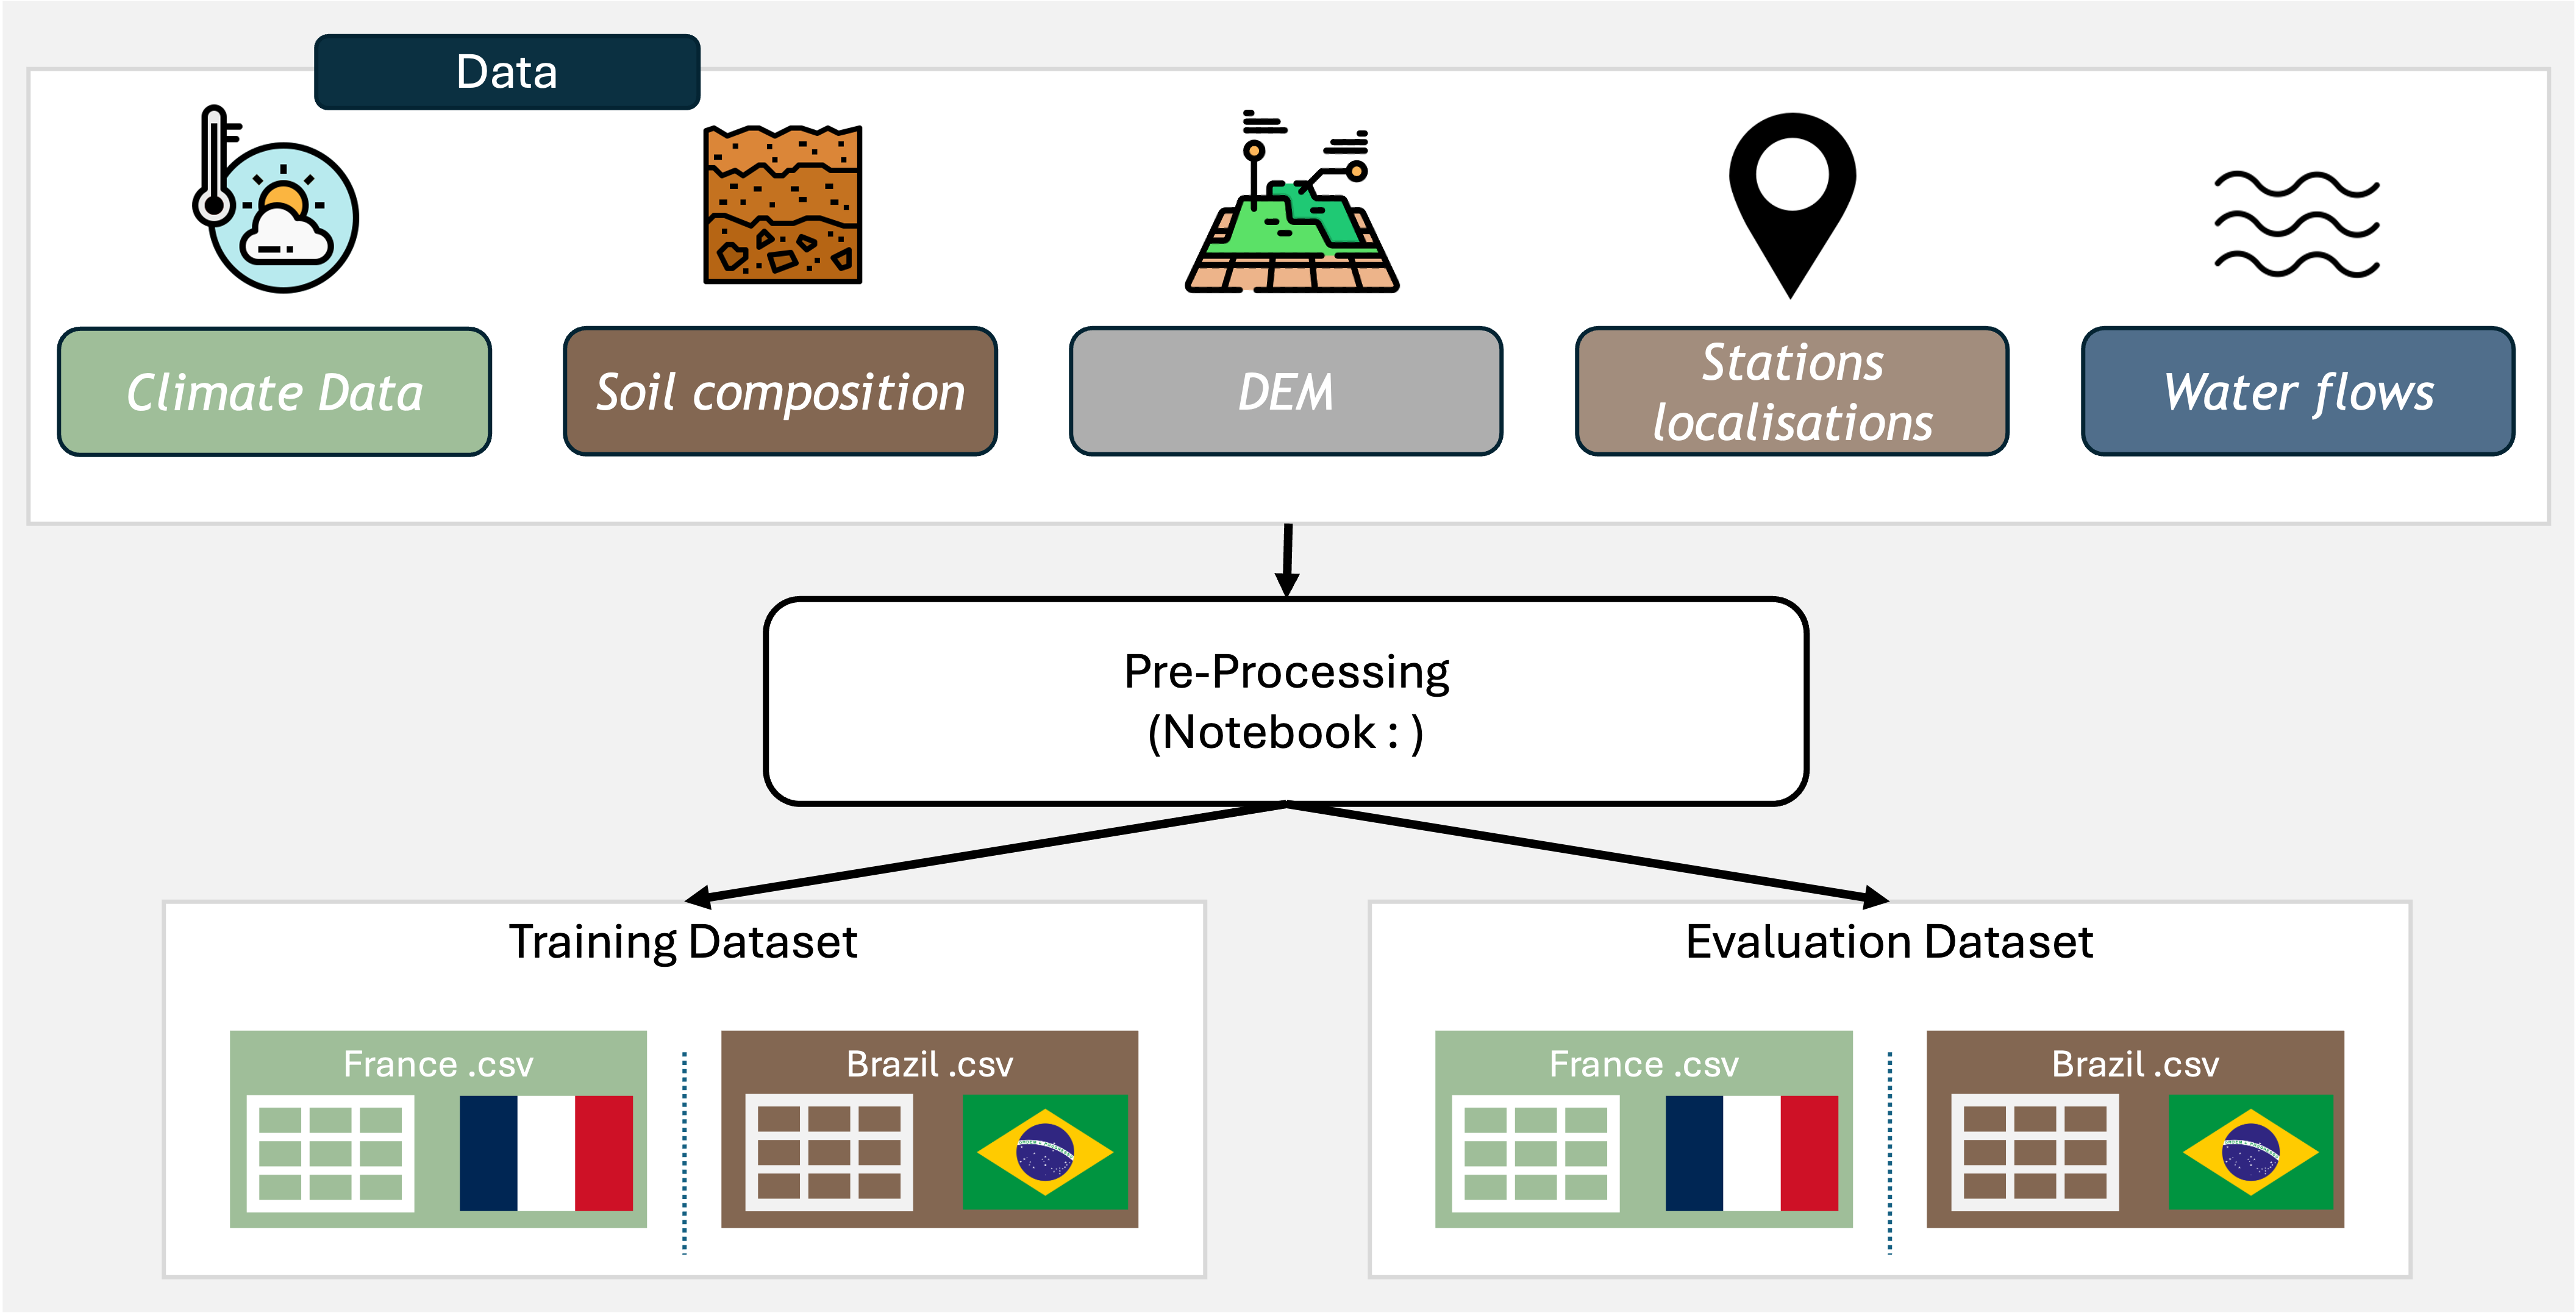 Data
Climate Data
Soil composition
DEM
Stations
localisations
Water flows
Pre-Processing
(Notebook : )
Training Dataset
Evaluation Dataset
France .csv
Brazil .csv
France .csv
Brazil .csv